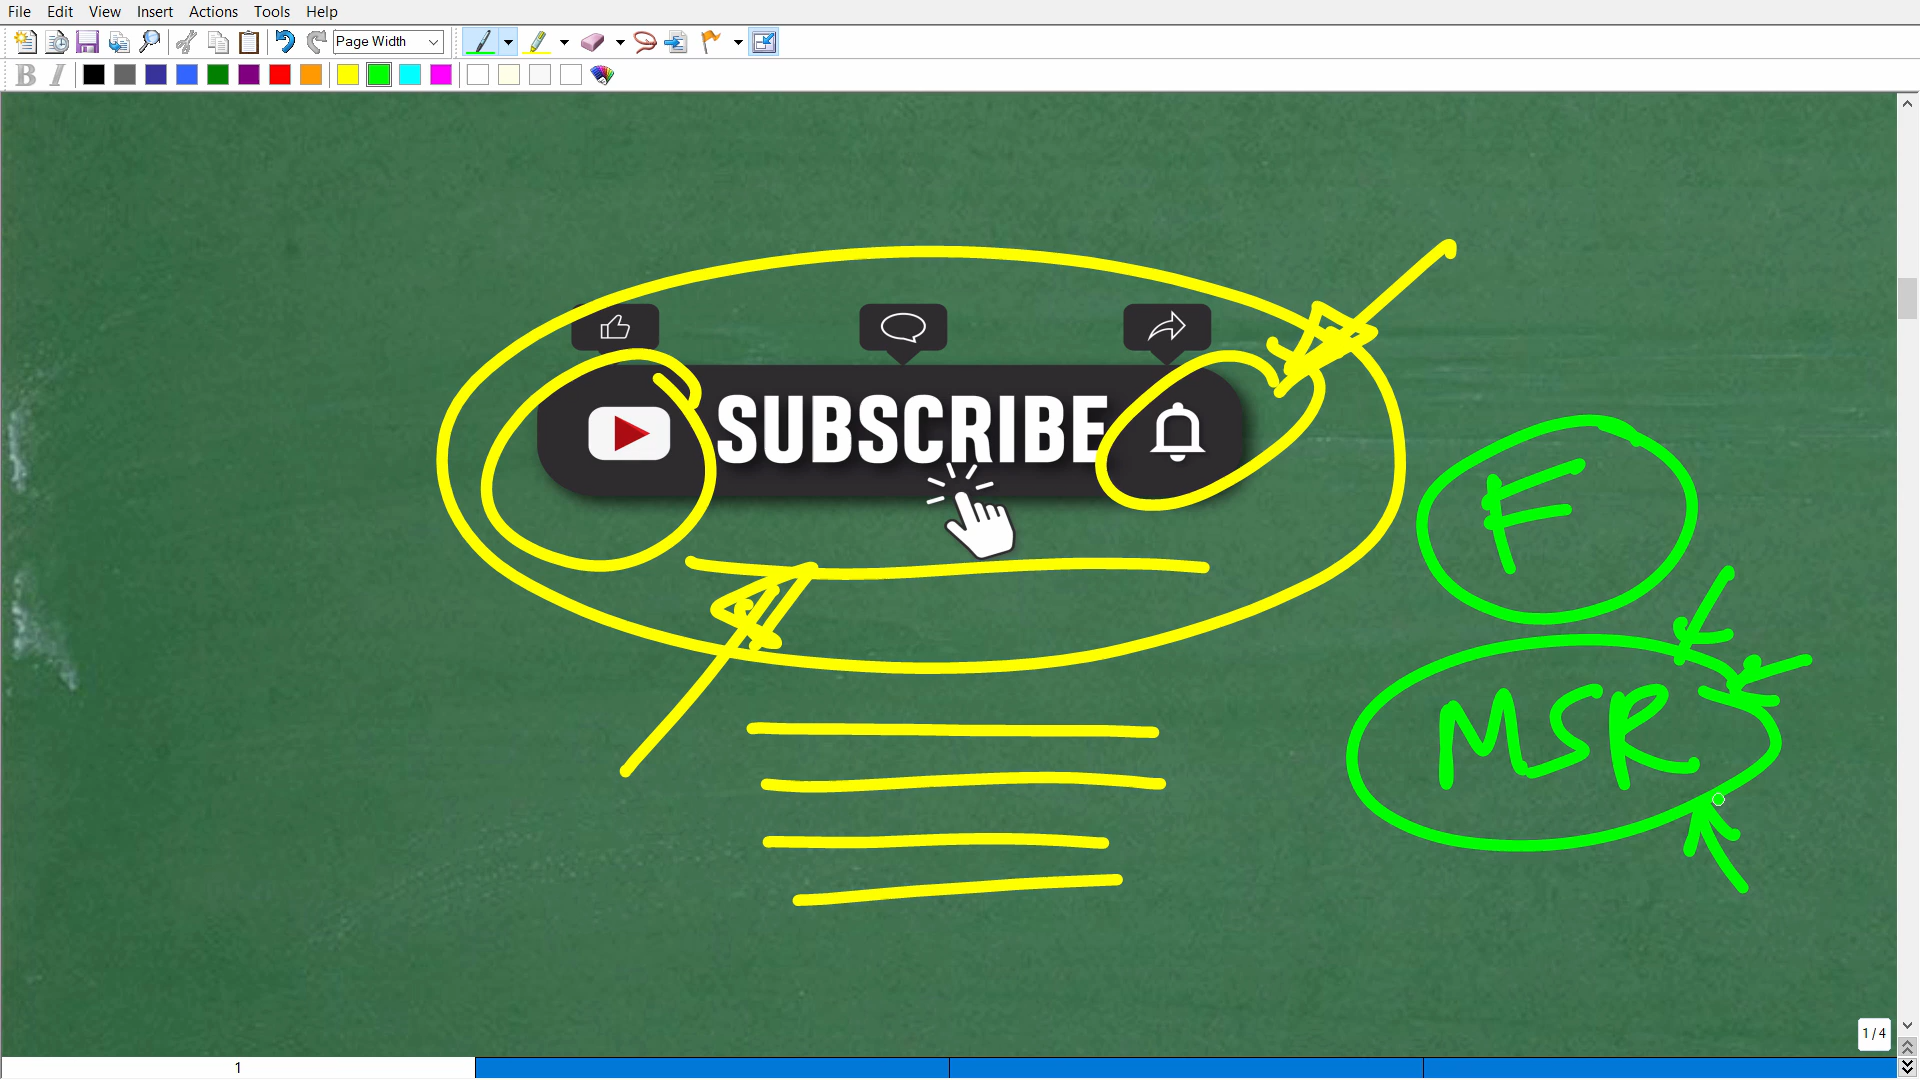 File Edit View Insert Actions Tools Help
Page Width
B I
SUBSCRIBE
F
MSR
1 / 4
1